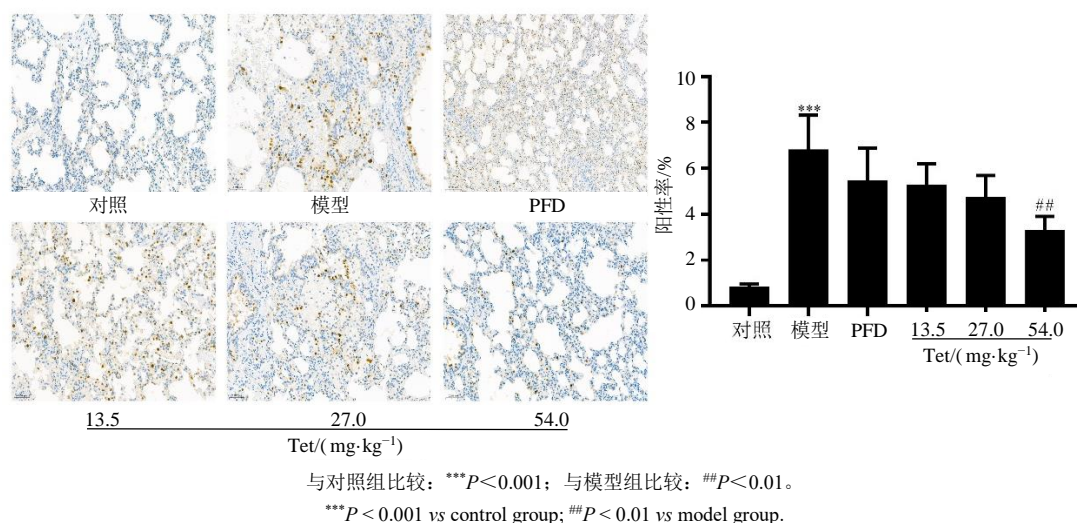 对照
模型
PFD
13.5
27.0
54.0
Tet/( mg·kg⁻¹)
阳性率/%
10
8
6
4
2
0
***
##
对照
模型
PFD
13.5
27.0
54.0
Tet/( mg·kg⁻¹)
与对照组比较：***P＜0.001；与模型组比较：##P＜0.01。
***P < 0.001 vs control group; ##P < 0.01 vs model group.